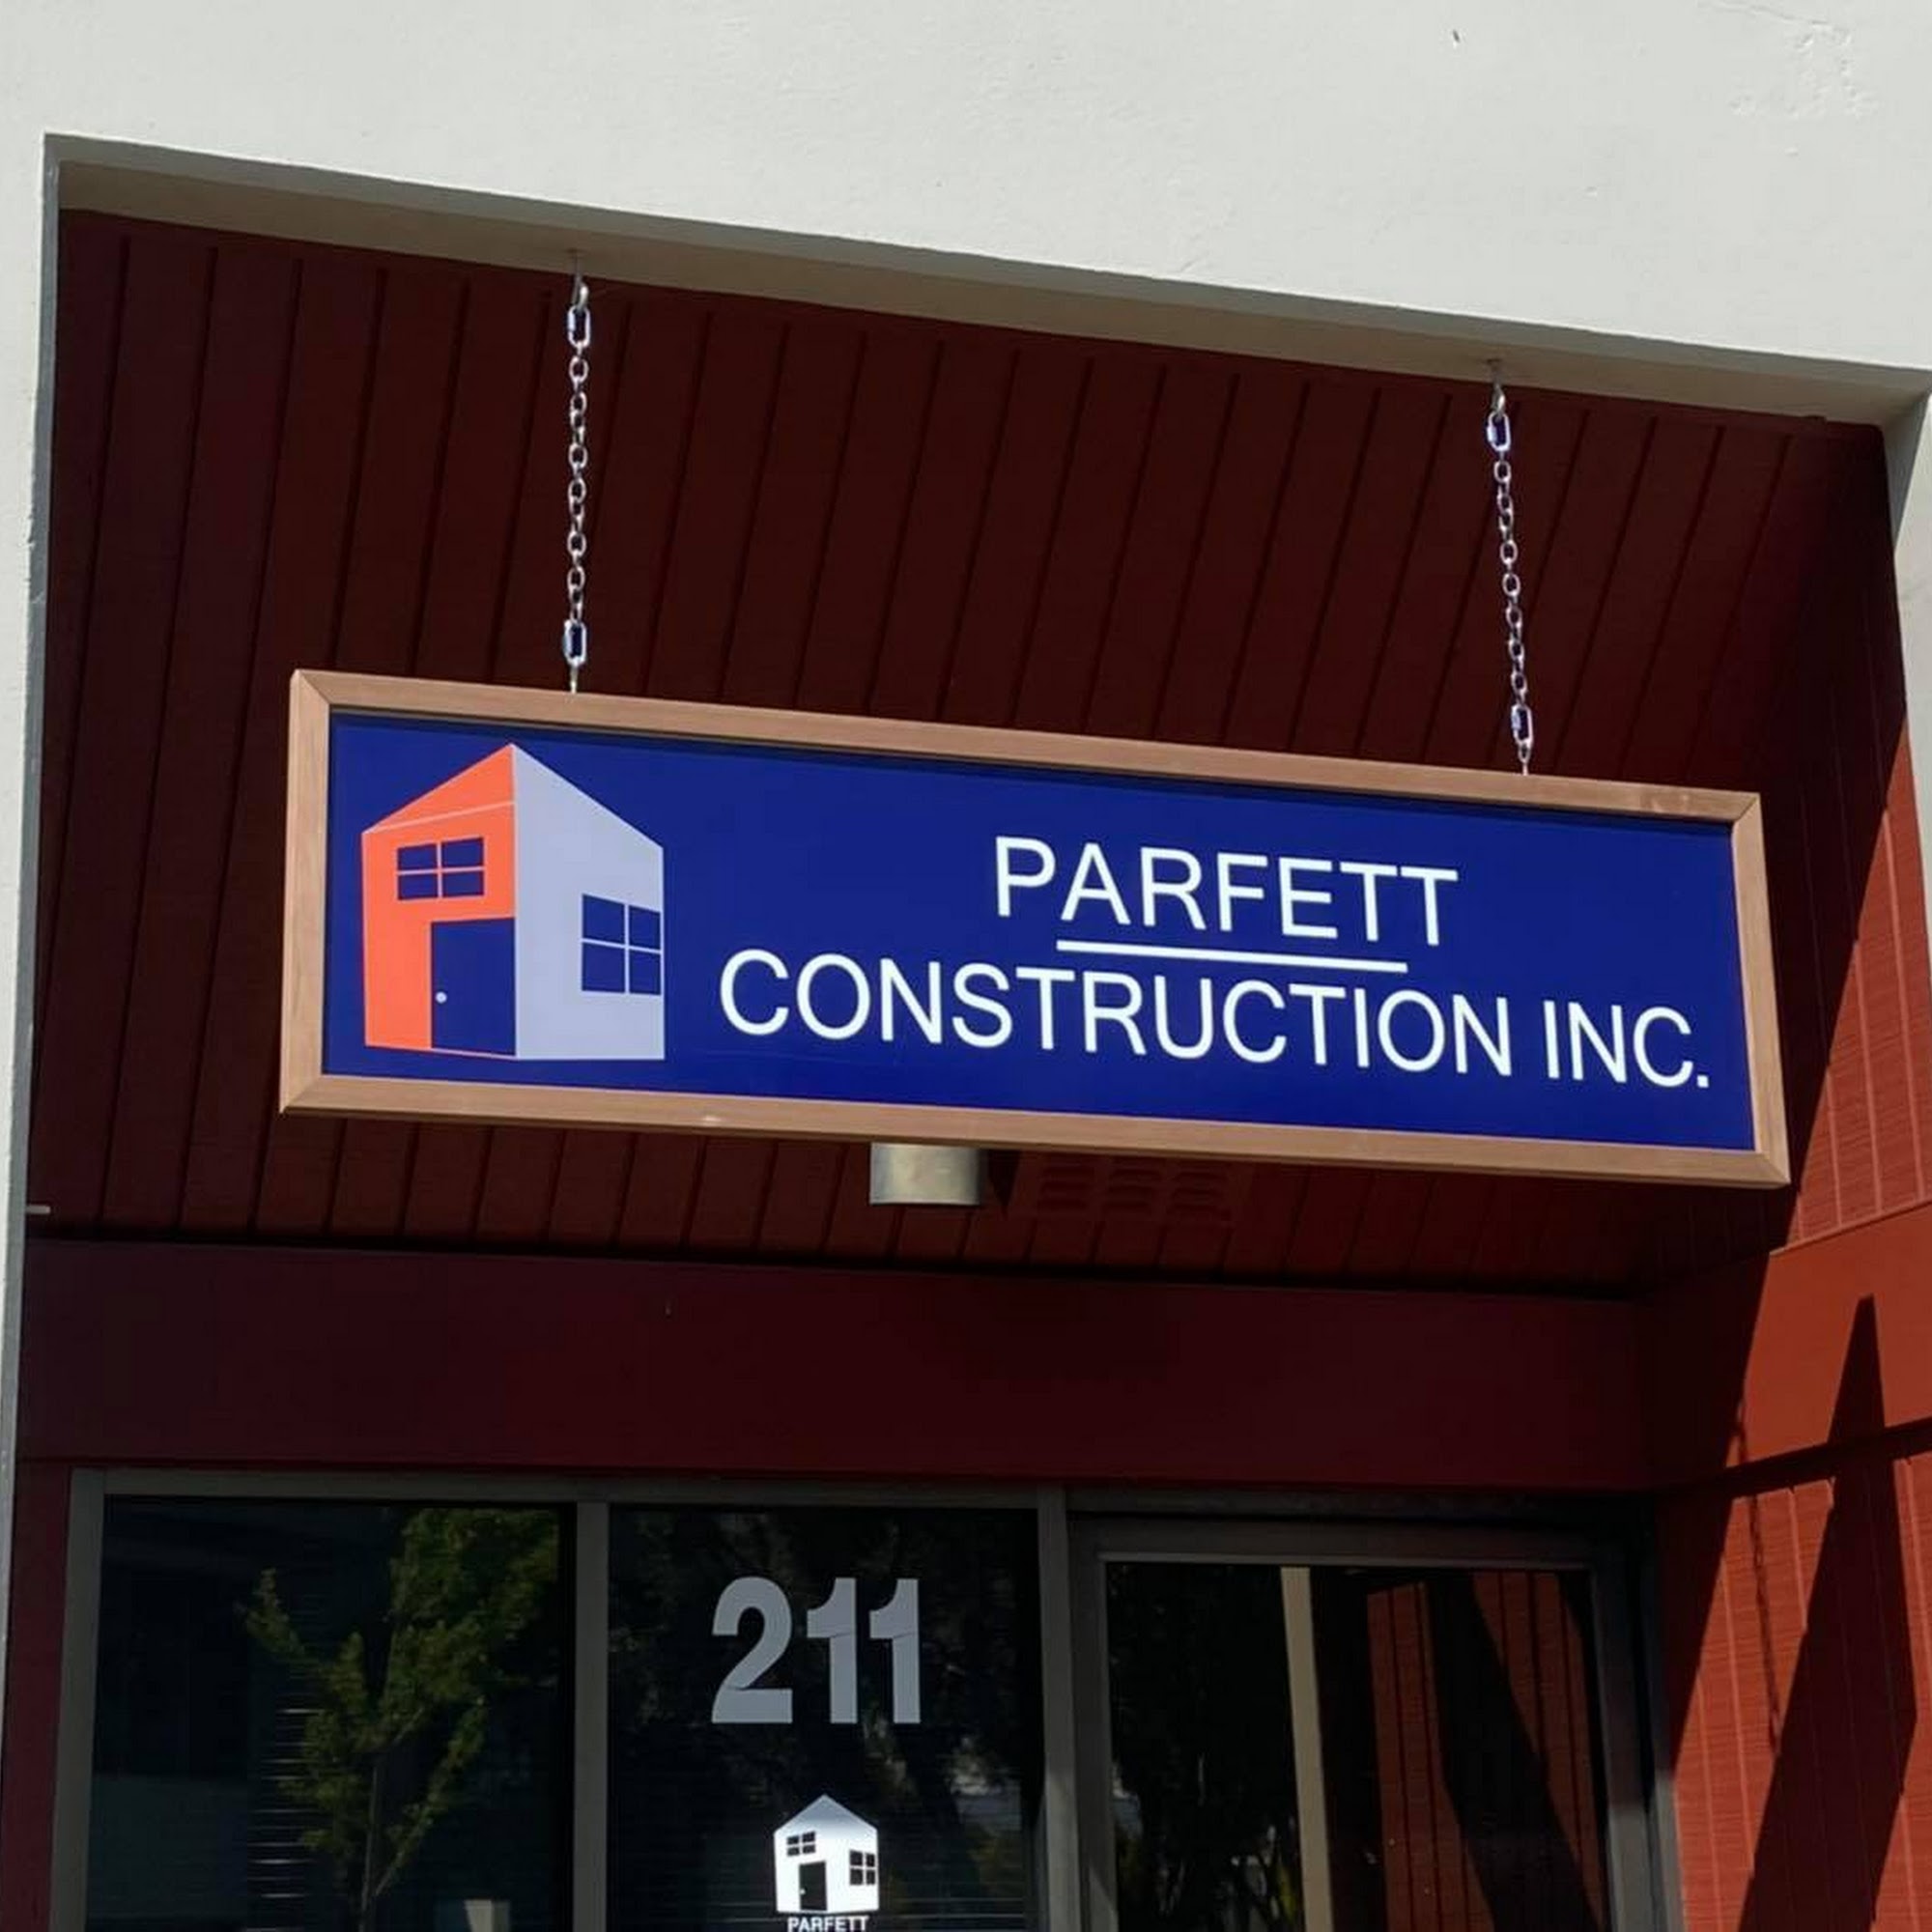 PARFETT
CONSTRUCTION INC.
211
PARFETT